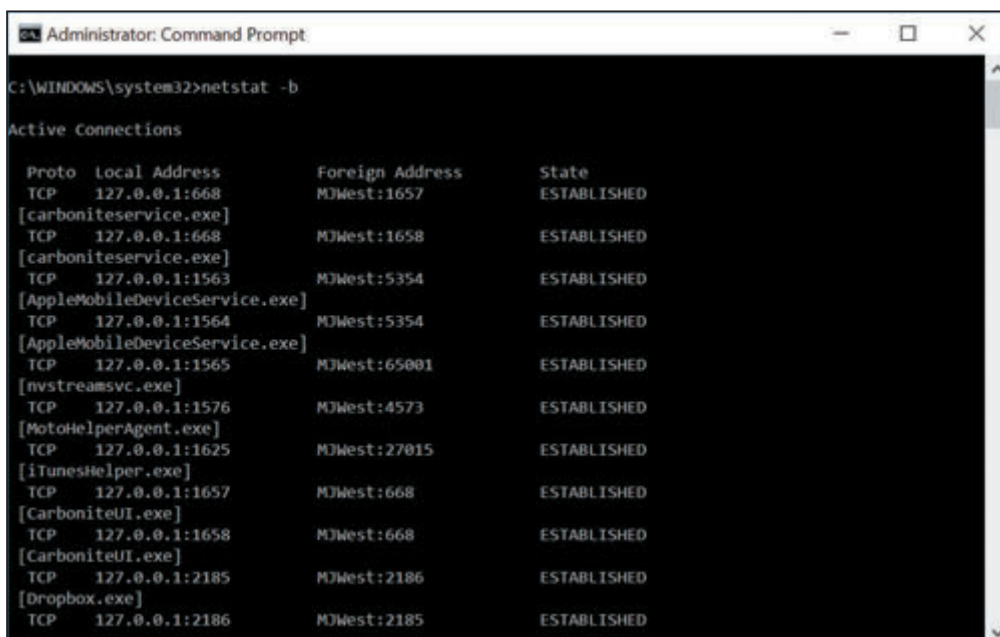 Administrator: Command Prompt
C:\WINDOWS\system32>netstat -b
Active Connections
Proto Local Address Foreign Address State
TCP 127.0.0.1:668 MJWest:1657 ESTABLISHED
[carboniteservice.exe]
TCP 127.0.0.1:668 MJWest:1658 ESTABLISHED
[carboniteservice.exe]
TCP 127.0.0.1:1563 MJWest:5354 ESTABLISHED
[AppleMobileDeviceService.exe]
TCP 127.0.0.1:1564 MJWest:5354 ESTABLISHED
[AppleMobileDeviceService.exe]
TCP 127.0.0.1:1565 MJWest:65001 ESTABLISHED
[nvstreamsvc.exe]
TCP 127.0.0.1:1576 MJWest:4573 ESTABLISHED
[MotoHelperAgent.exe]
TCP 127.0.0.1:1625 MJWest:27015 ESTABLISHED
[iTunesHelper.exe]
TCP 127.0.0.1:1657 MJWest:668 ESTABLISHED
[CarboniteUI.exe]
TCP 127.0.0.1:1658 MJWest:668 ESTABLISHED
[CarboniteUI.exe]
TCP 127.0.0.1:2185 MJWest:2186 ESTABLISHED
[Dropbox.exe]
TCP 127.0.0.1:2186 MJWest:2185 ESTABLISHED